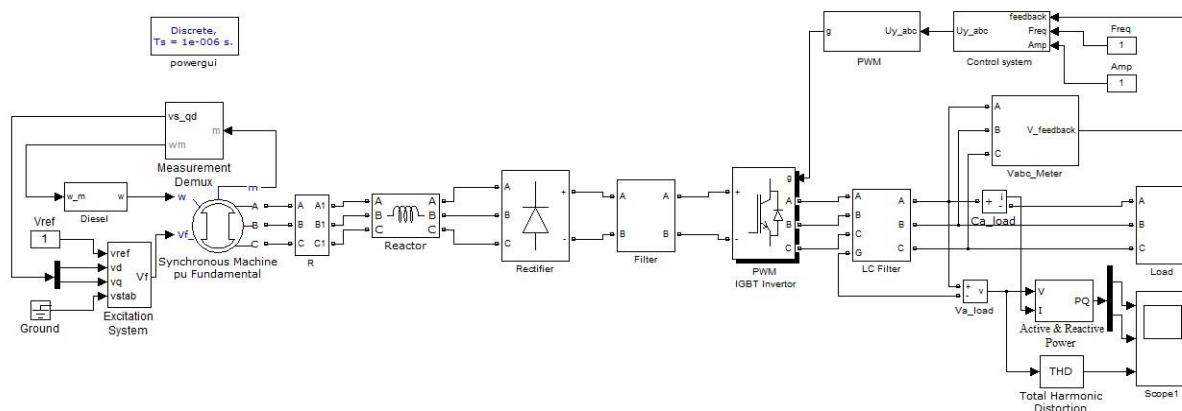 Discrete,
Ts = 1e-006 s.
powergui
vs_qd
m
wm
Measurement
Demux
m
w_m
w
Diesel
w
Vref
1
Vf_
A
B
C
Synchronous Machine
pu Fundamental
vref
vd
vq
vstab
Vf
Excitation
System
Ground
A
B
C
A1
B1
C1
R
A
B
C
A
B
C
Reactor
A
B
C
+
-
Rectifier
A
B
A
B
Filter
+
-
g
A
B
C
PWM
IGBT Invertor
g
Uy_abc
PWM
Uy_abc
feedback
Freq
Amp
Control system
Freq
1
Amp
1
A
B
C
V_feedback
Vabc_Meter
A
B
C
G
A
B
C
LC Filter
+
i
-
Ca_load
A
B
C
Load
+
-
v
Va_load
V
I
PQ
Active & Reactive
Power
THD
Total Harmonic
Distortion
Scope1